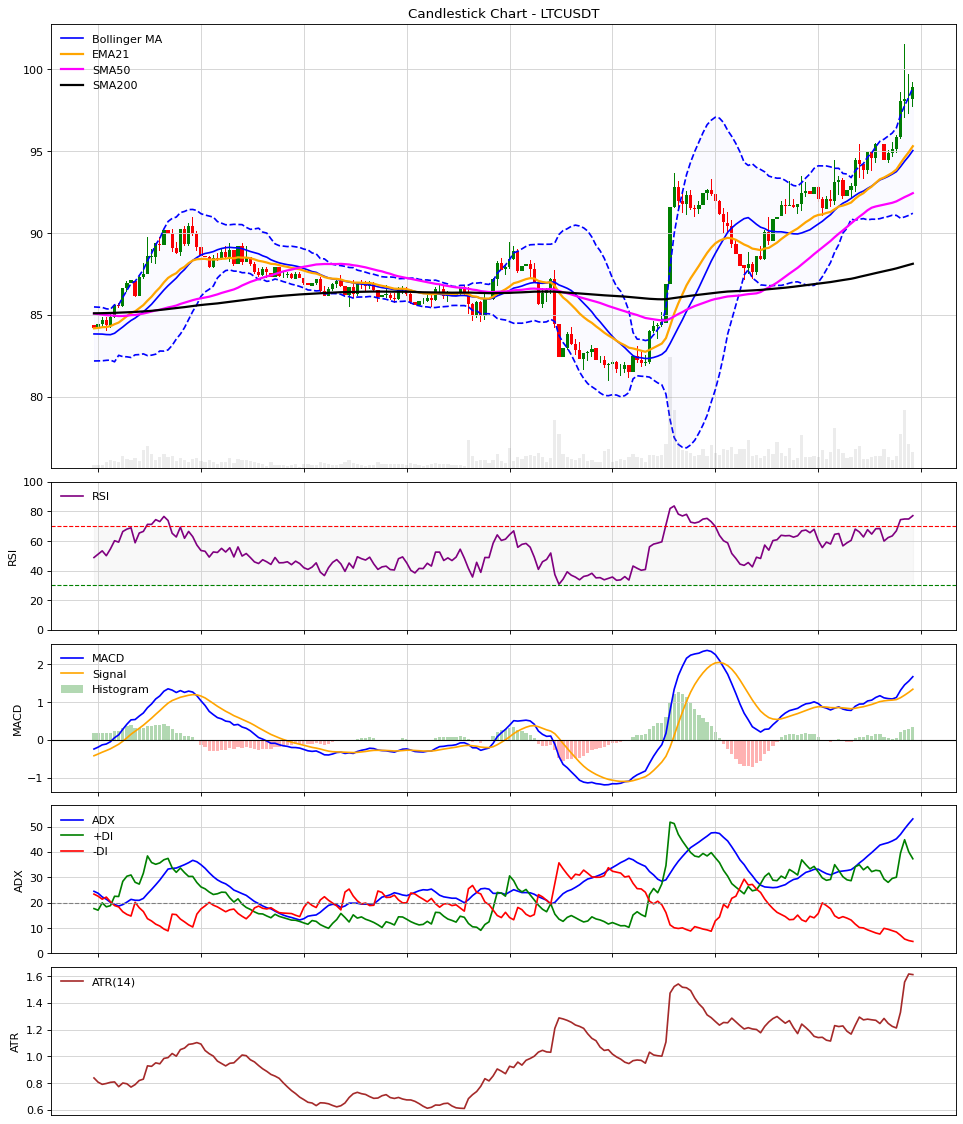 Candlestick Chart - LTCUSDT
Bollinger MA
EMA21
SMA50
SMA200
100
95
90
85
80
RSI
100
80
60
40
20
0
RSI
MACD
Signal
Histogram
2
1
0
−1
MACD
ADX
+DI
-DI
50
40
30
20
10
0
ADX
ATR(14)
1.6
1.4
1.2
1.0
0.8
0.6
ATR